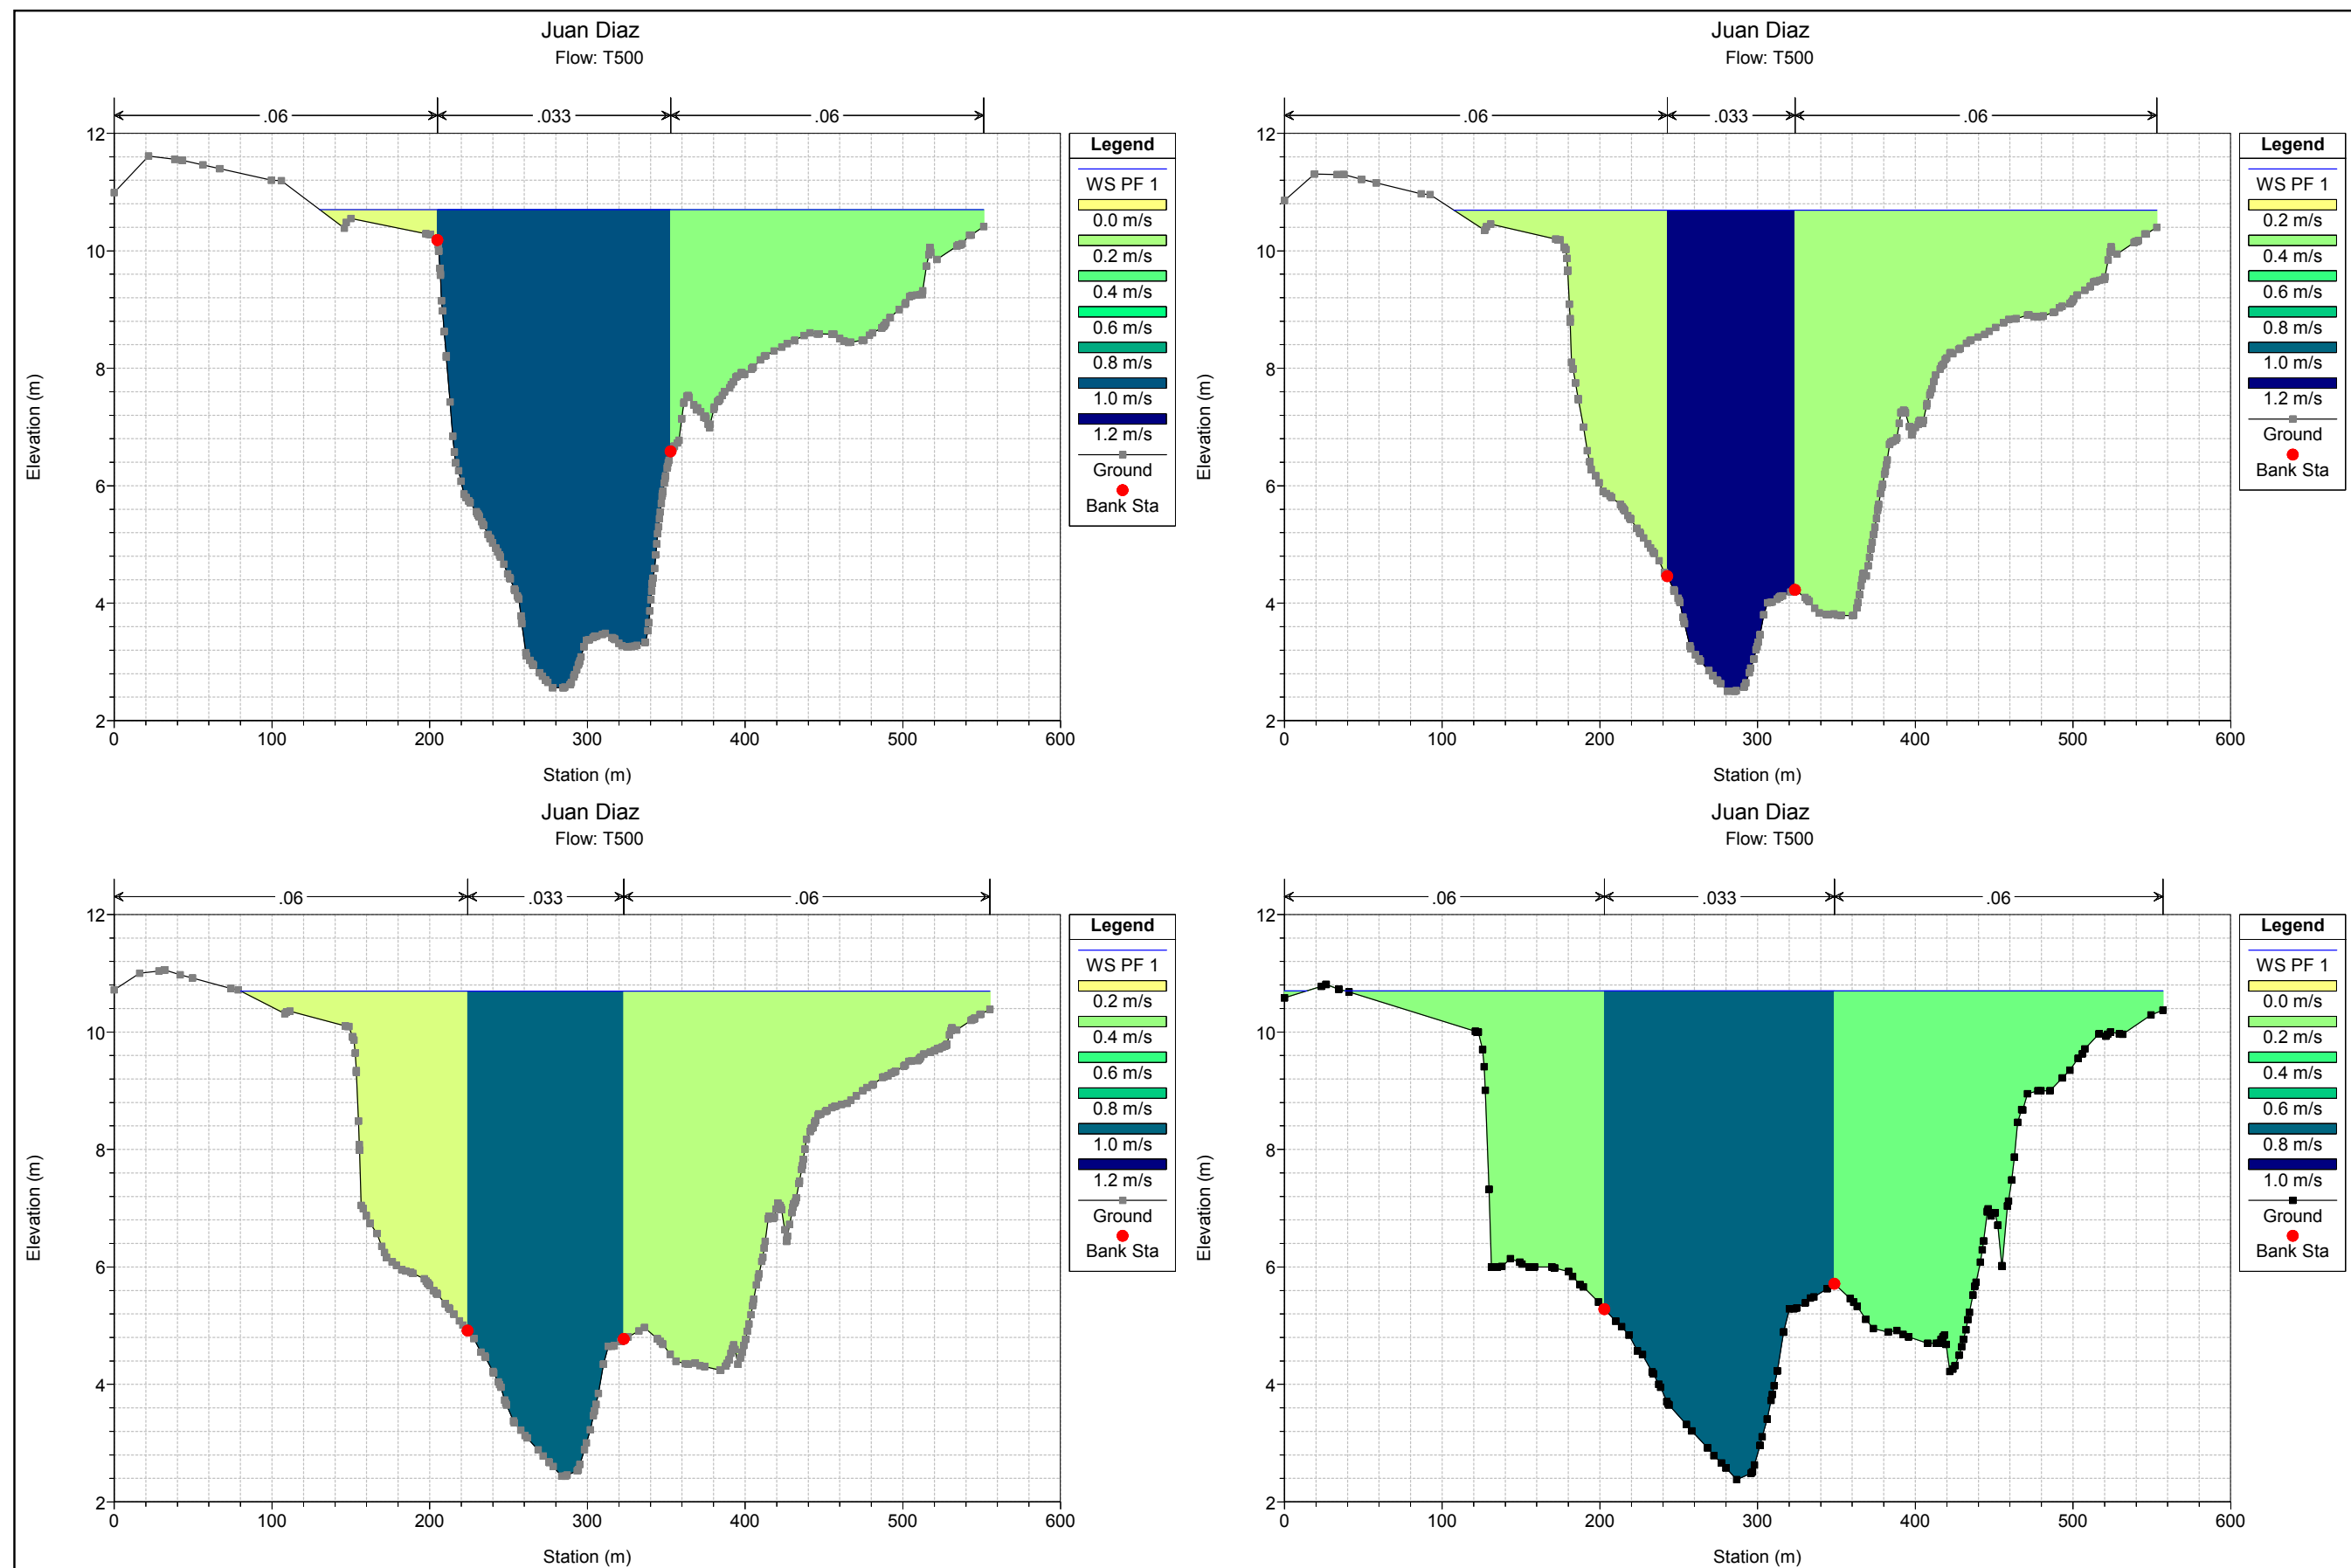 Juan Diaz
Flow: T500
.06 .033 .06
Legend
WS PF 1
0.0 m/s
0.2 m/s
0.4 m/s
0.6 m/s
0.8 m/s
1.0 m/s
1.2 m/s
Ground
Bank Sta
12
10
8
6
4
2
Elevation (m)
0 100 200 300 400 500 600
Station (m)
Juan Diaz
Flow: T500
.06 .033 .06
Legend
WS PF 1
0.2 m/s
0.4 m/s
0.6 m/s
0.8 m/s
1.0 m/s
1.2 m/s
Ground
Bank Sta
12
10
8
6
4
2
Elevation (m)
0 100 200 300 400 500 600
Station (m)
Juan Diaz
Flow: T500
.06 .033 .06
Legend
WS PF 1
0.2 m/s
0.4 m/s
0.6 m/s
0.8 m/s
1.0 m/s
1.2 m/s
Ground
Bank Sta
12
10
8
6
4
2
Elevation (m)
0 100 200 300 400 500 600
Station (m)
Juan Diaz
Flow: T500
.06 .033 .06
Legend
WS PF 1
0.0 m/s
0.2 m/s
0.4 m/s
0.6 m/s
0.8 m/s
1.0 m/s
Ground
Bank Sta
12
10
8
6
4
2
Elevation (m)
0 100 200 300 400 500 600
Station (m)